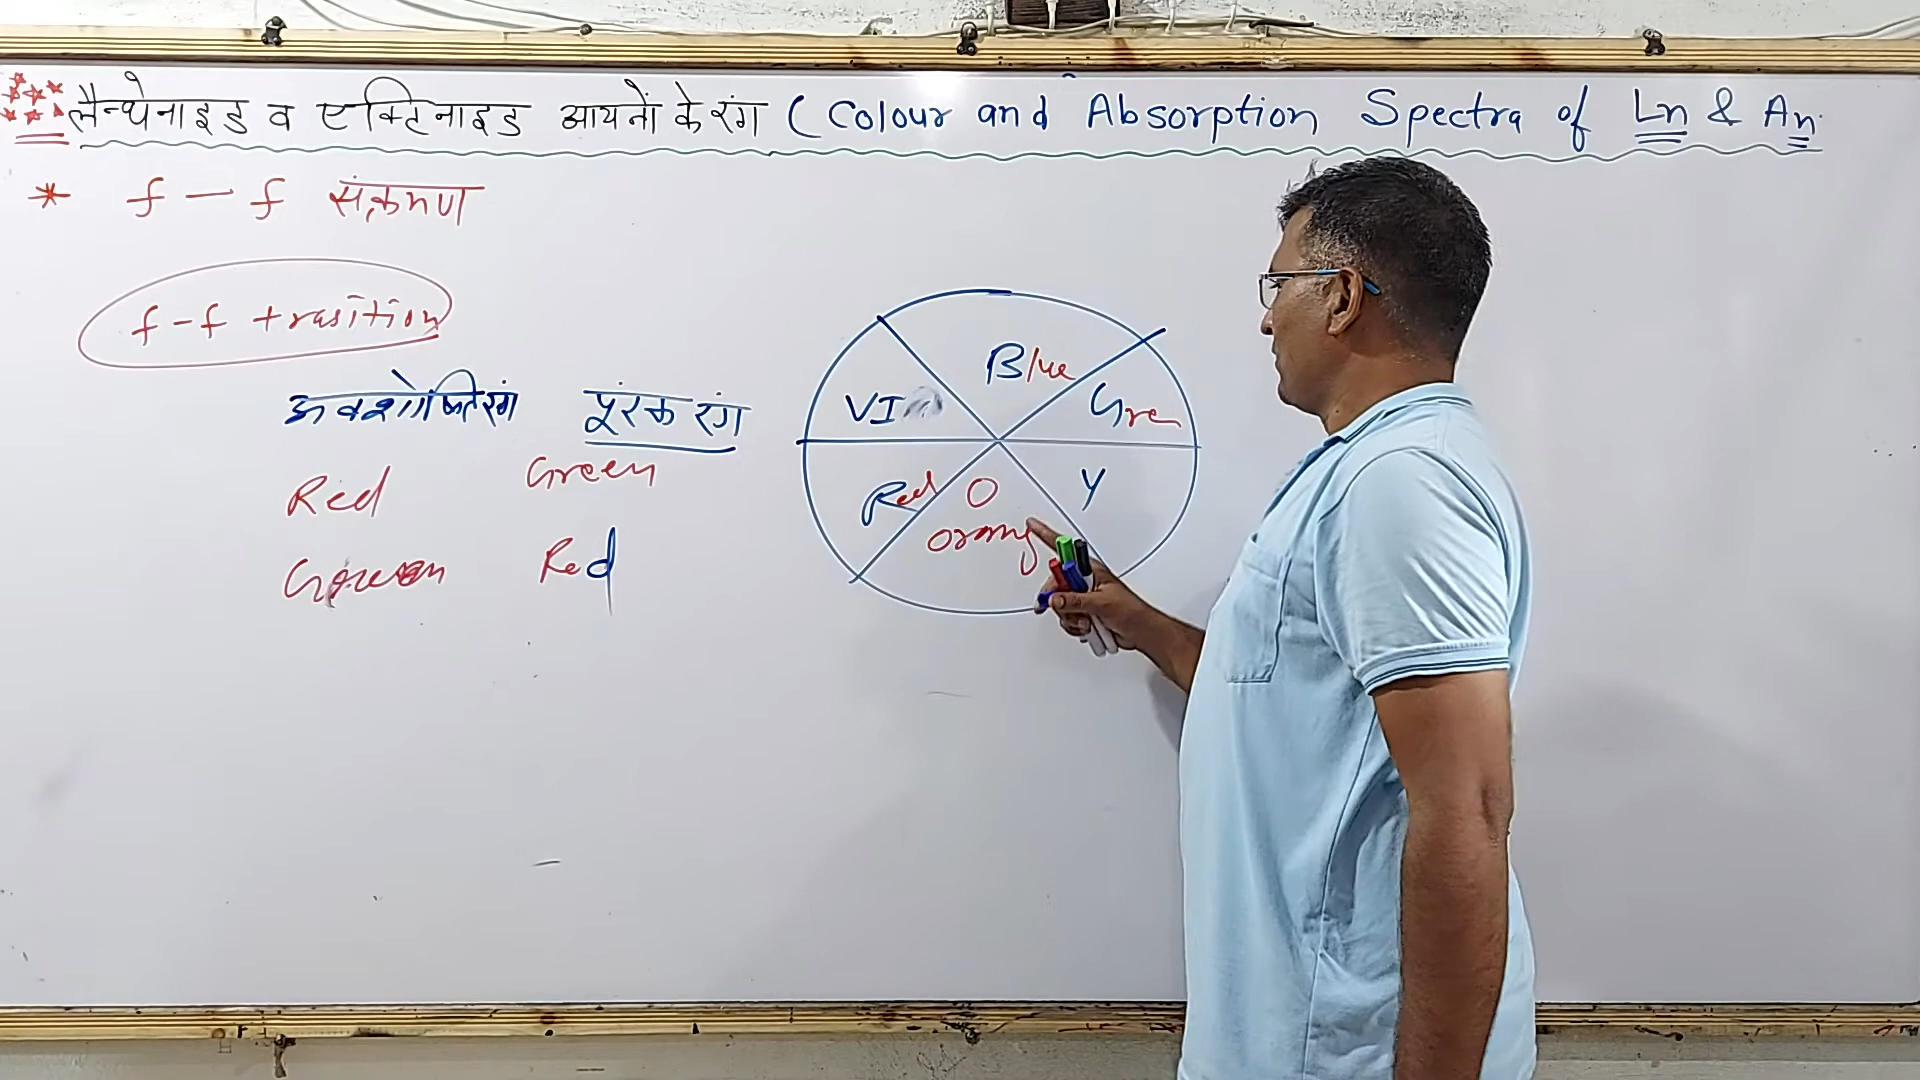 लैन्थेनाइड व एक्टिनाइड आयनों के रंग ( Colour and Absorption Spectra of Ln & An
* f - f संक्रमण
f - f trasition
अवशोषित रंग पूरक रंग
Red Green
Green Red
Blue
VI Gre
Red O Y
orang